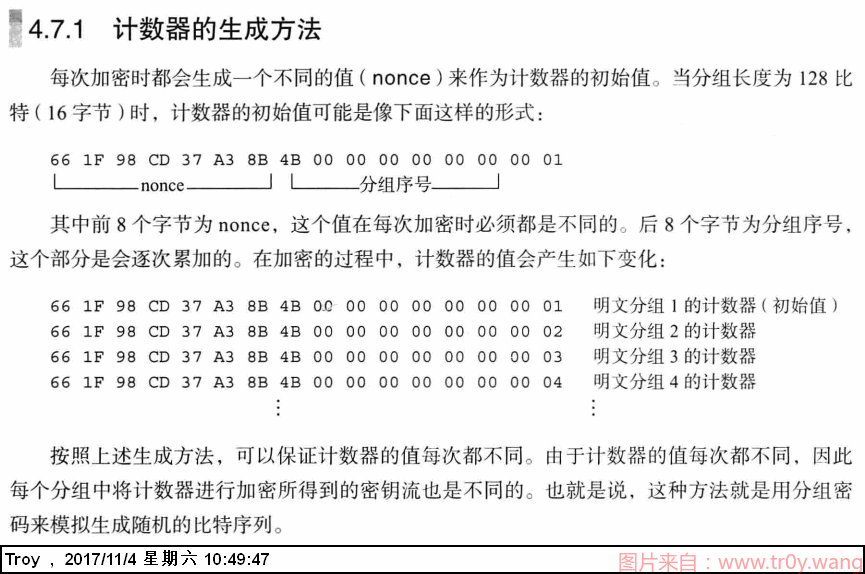 4.7.1 计数器的生成方法
每次加密时都会生成一个不同的值（nonce）来作为计数器的初始值。当分组长度为 128 比
特（16 字节）时，计数器的初始值可能是像下面这样的形式：
66 1F 98 CD 37 A3 8B 4B 00 00 00 00 00 00 00 01
nonce 分组序号
其中前 8 个字节为 nonce，这个值在每次加密时必须都是不同的。后 8 个字节为分组序号，
这个部分是会逐次累加的。在加密的过程中，计数器的值会产生如下变化：
66 1F 98 CD 37 A3 8B 4B 00 00 00 00 00 00 00 01 明文分组 1 的计数器（初始值）
66 1F 98 CD 37 A3 8B 4B 00 00 00 00 00 00 00 02 明文分组 2 的计数器
66 1F 98 CD 37 A3 8B 4B 00 00 00 00 00 00 00 03 明文分组 3 的计数器
66 1F 98 CD 37 A3 8B 4B 00 00 00 00 00 00 00 04 明文分组 4 的计数器
⋮ ⋮
按照上述生成方法，可以保证计数器的值每次都不同。由于计数器的值每次都不同，因此
每个分组中将计数器进行加密所得到的密钥流也是不同的。也就是说，这种方法就是用分组密
码来模拟生成随机的比特序列。
Troy , 2017/11/4 星期六 10:49:47
图片来自：www.tr0y.wang